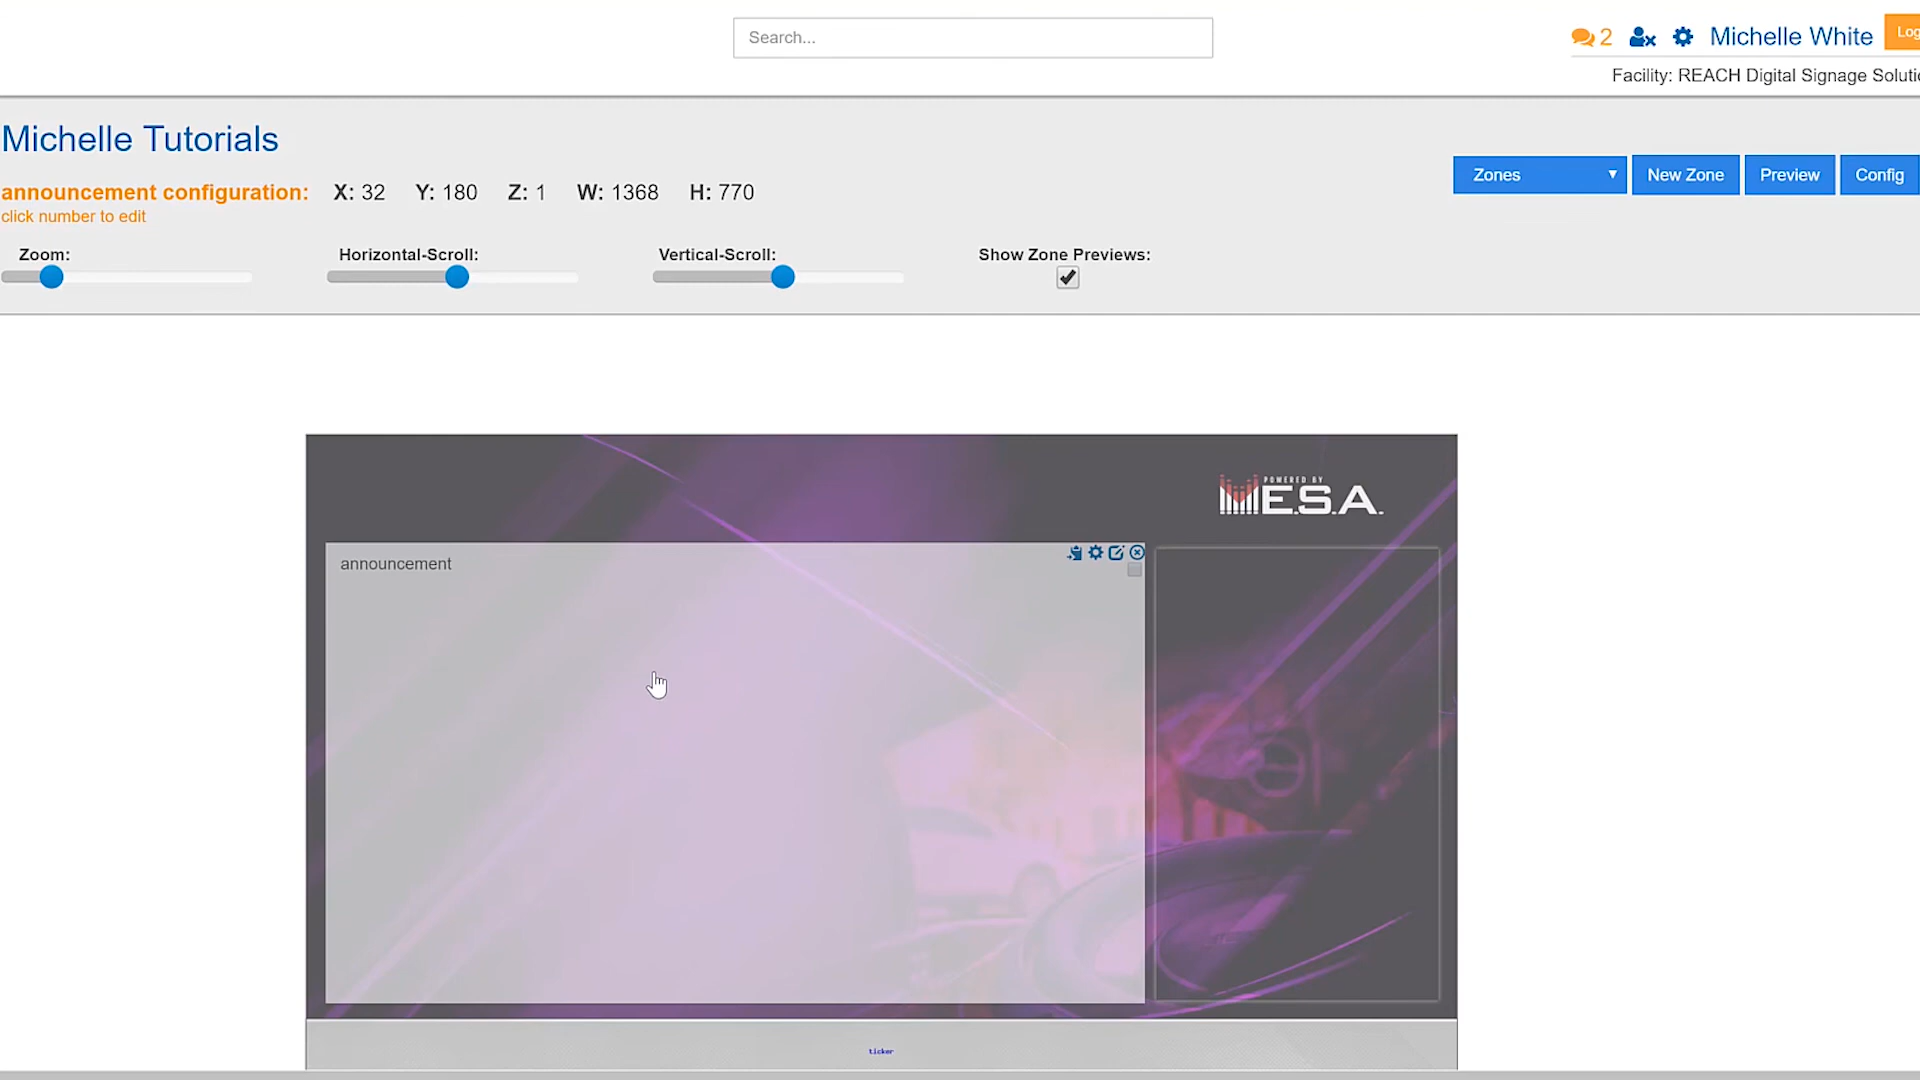 Search...
2
Michelle White
Log
Facility: REACH Digital Signage Soluti
Michelle Tutorials
announcement configuration: X: 32 Y: 180 Z: 1 W: 1368 H: 770
click number to edit
Zones
New Zone
Preview
Config
Zoom:
Horizontal-Scroll:
Vertical-Scroll:
Show Zone Previews:
POWERED BY
M.E.S.A.
announcement
ticker